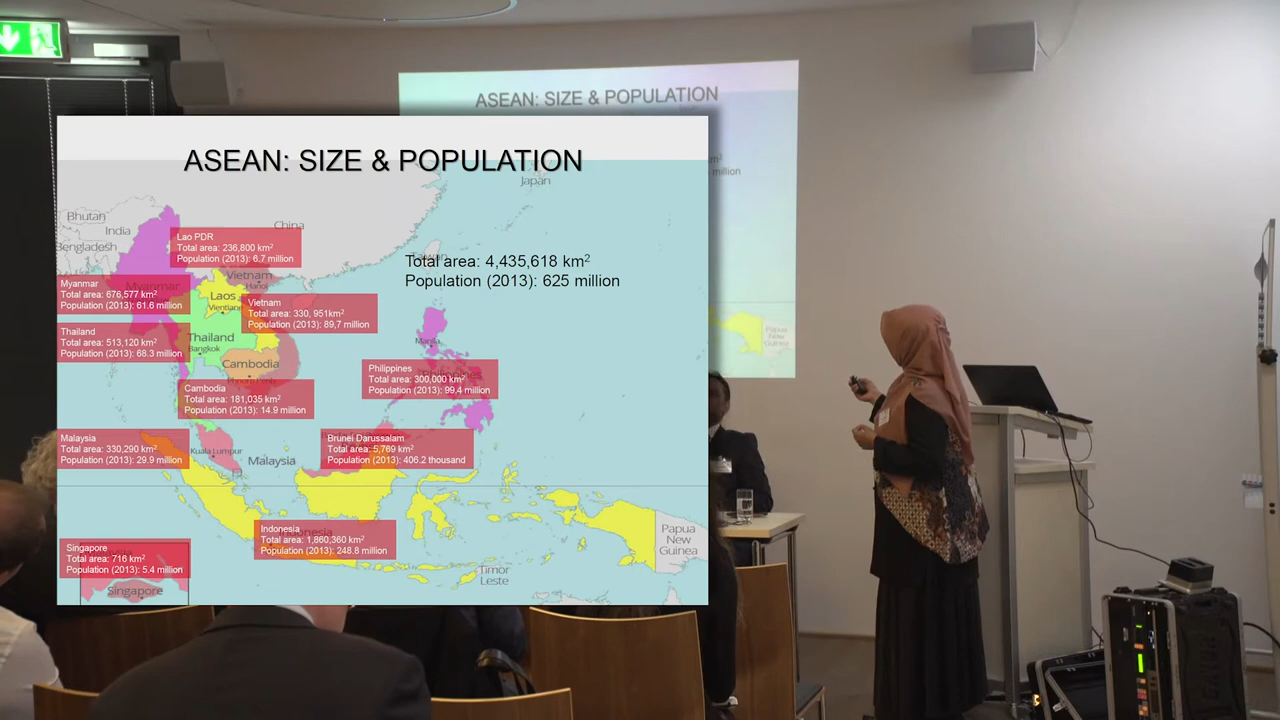 ASEAN: SIZE & POPULATION
m²
million
Papua
New
Guinea
ASEAN: SIZE & POPULATION
Japan
Bhutan
India
China
Bengladesh
Lao PDR
Total area: 236,800 km²
Population (2013): 6.7 million
Total area: 4,435,618 km²
Population (2013): 625 million
Vietnam
Hanoi
Myanmar
Myanmar
Total area: 676,577 km²
Population (2013): 61.6 million
Laos
Vientiane
Vietnam
Total area: 330, 951km²
Population (2013): 89,7 million
Thailand
Total area: 513,120 km²
Population (2013): 68.3 million
Thailand
Bangkok
Manila
Cambodia
Philippines
Total area: 300,000 km²
Population (2013): 99.4 million
Cambodia
Total area: 181,035 km²
Population (2013): 14.9 million
Malaysia
Total area: 330,290 km²
Population (2013): 29.9 million
Kuala Lumpur
Malaysia
Brunei Darussalam
Total area: 5,769 km²
Population (2013): 406.2 thousand
Indonesia
Indonesia
Total area: 1,860,360 km²
Population (2013): 248.8 million
Papua
New
Guinea
Singapore
Total area: 716 km²
Population (2013): 5.4 million
Singapore
Timor
Leste